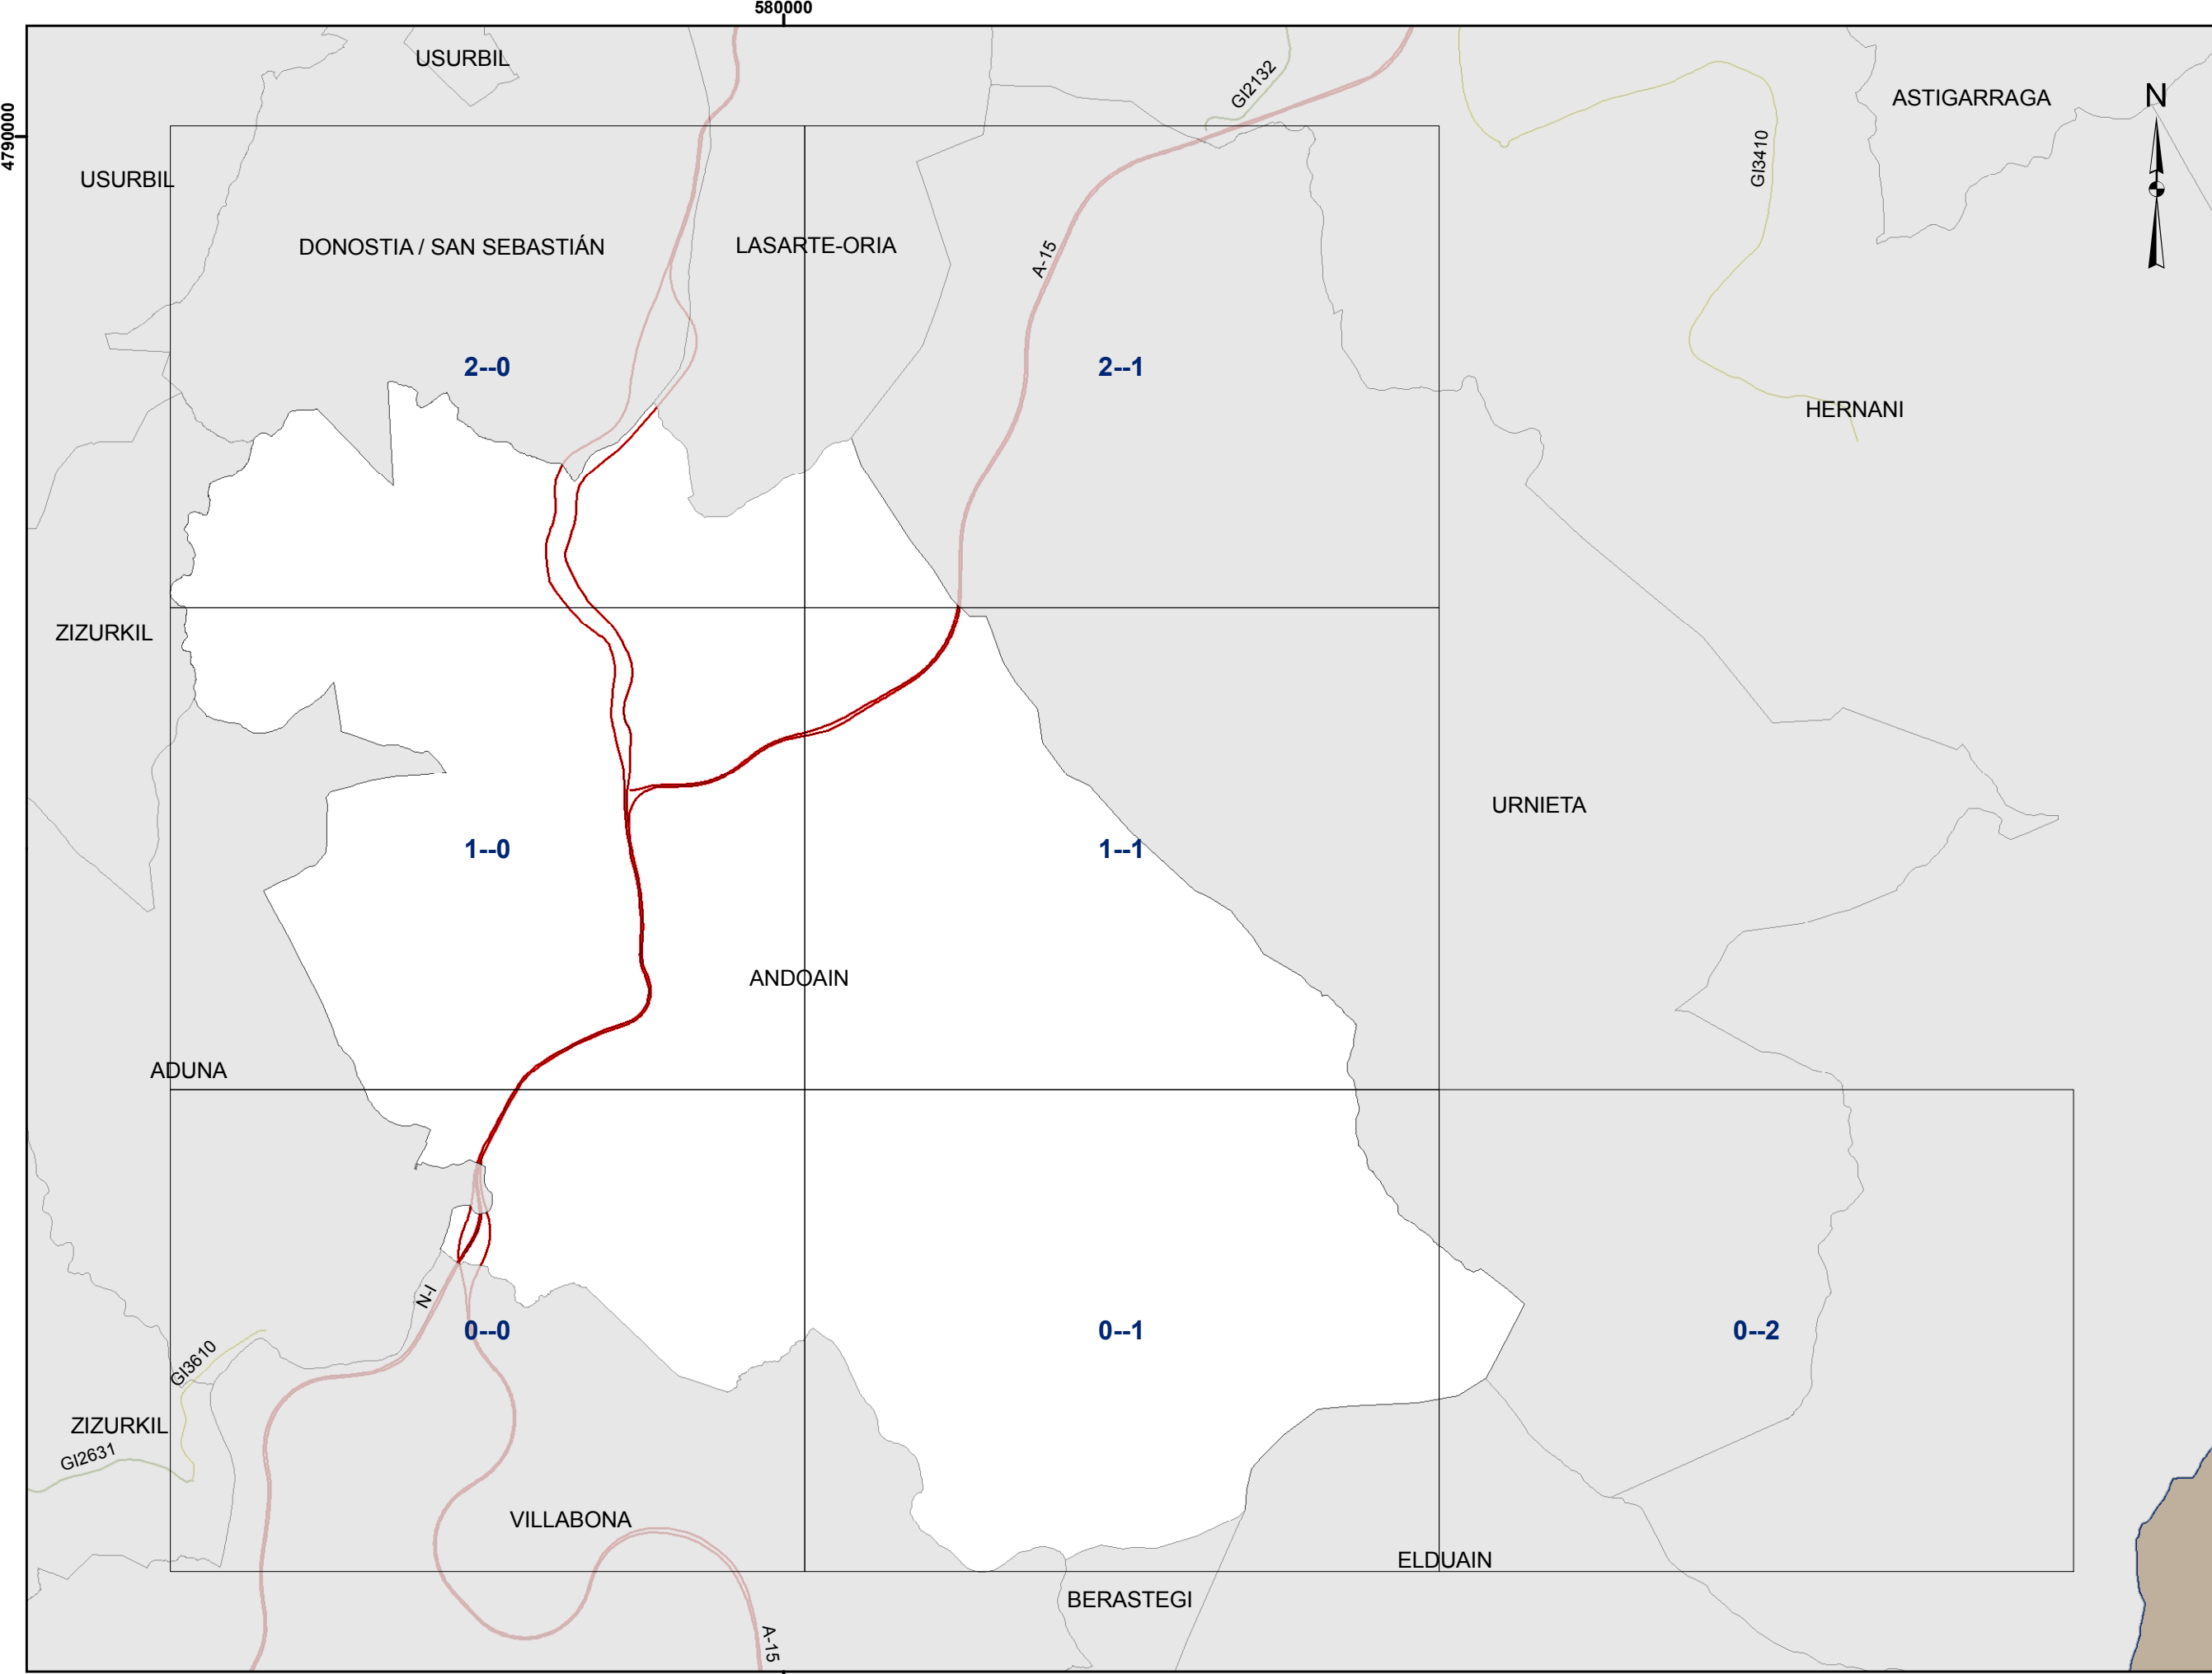 580000
4790000
USURBIL
GI2132
ASTIGARRAGA
N
GI3410
USURBIL
DONOSTIA / SAN SEBASTIÁN
LASARTE-ORIA
A-15
2--0
2--1
HERNANI
ZIZURKIL
URNIETA
1--0
1--1
ANDOAIN
ADUNA
N-I
0--0
0--1
0--2
GI3610
ZIZURKIL
GI2631
VILLABONA
ELDUAIN
BERASTEGI
A-15